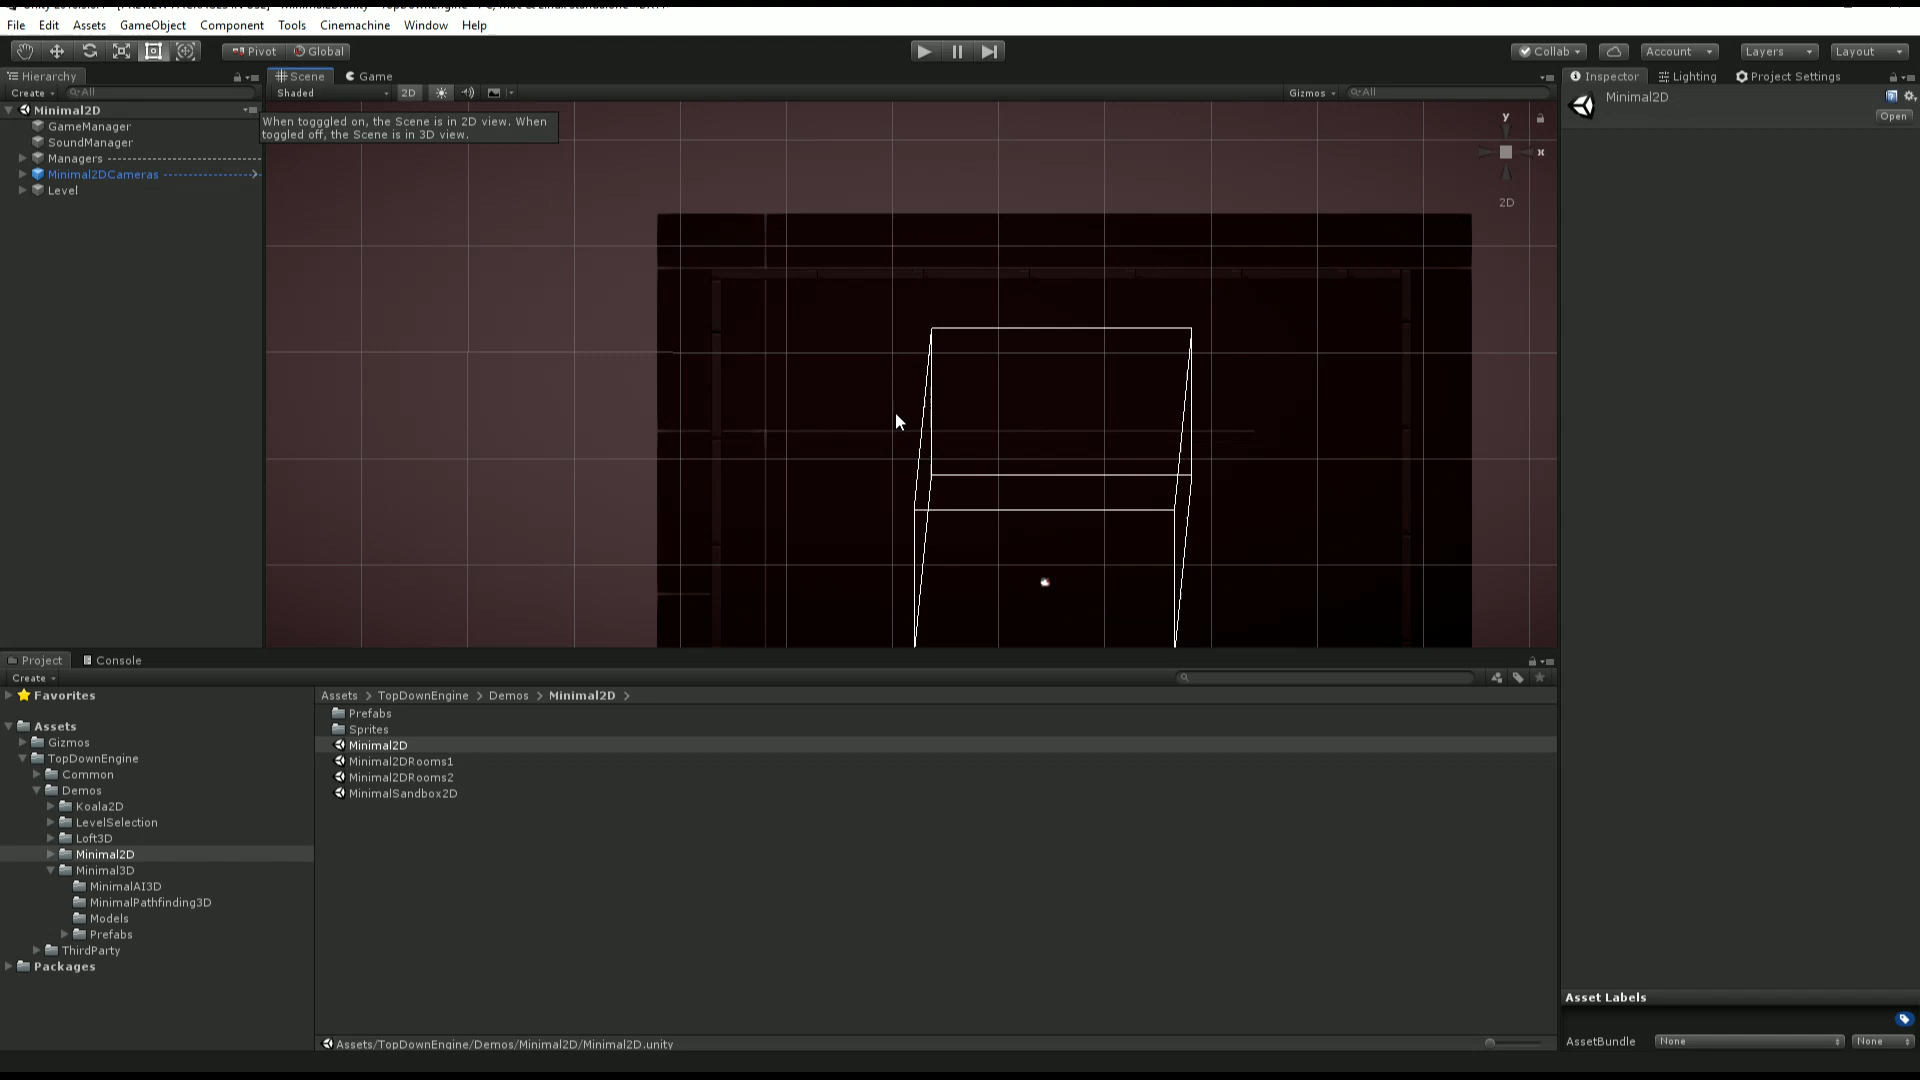 File Edit Assets GameObject Component Tools Cinemachine Window Help
Pivot Global Collab Account Layers Layout
Hierarchy Scene Game Inspector Lighting Project Settings
Create All Shaded 2D Gizmos All Minimal2D
Open
Minimal2D
GameManager
SoundManager
Managers
Minimal2DCameras
Level
When togggled on, the Scene is in 2D view. When
toggled off, the Scene is in 3D view.
y
x
2D
Project Console
Create
Favorites
Assets
Gizmos
TopDownEngine
Common
Demos
Koala2D
LevelSelection
Loft3D
Minimal2D
Minimal3D
MinimalAI3D
MinimalPathfinding3D
Models
Prefabs
ThirdParty
Packages
Assets > TopDownEngine > Demos > Minimal2D >
Prefabs
Sprites
Minimal2D
Minimal2DRooms1
Minimal2DRooms2
MinimalSandbox2D
Assets/TopDownEngine/Demos/Minimal2D/Minimal2D.unity
Asset Labels
AssetBundle None None